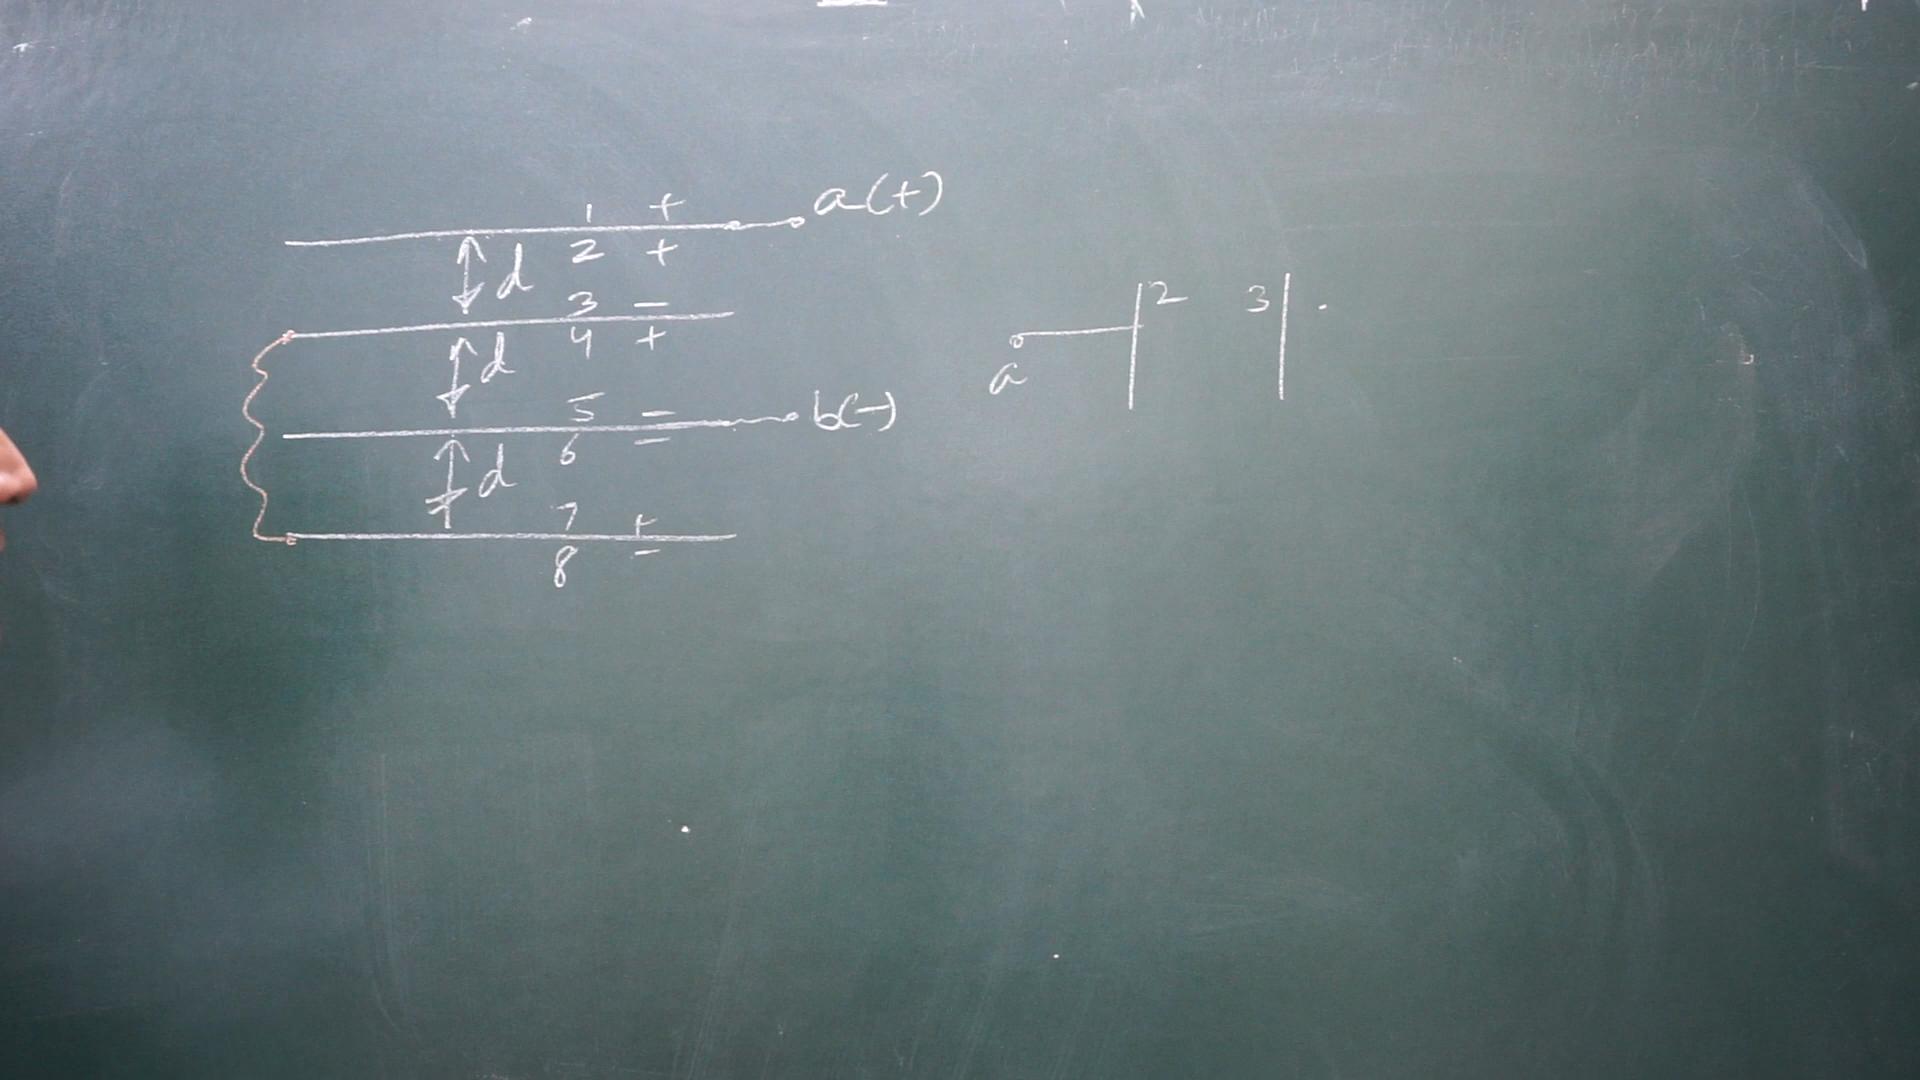 1 + a(+)
d 2 +
3 −
d 4 +
5 − b(−)
d 6 −
7 +
8 −
2 3
a